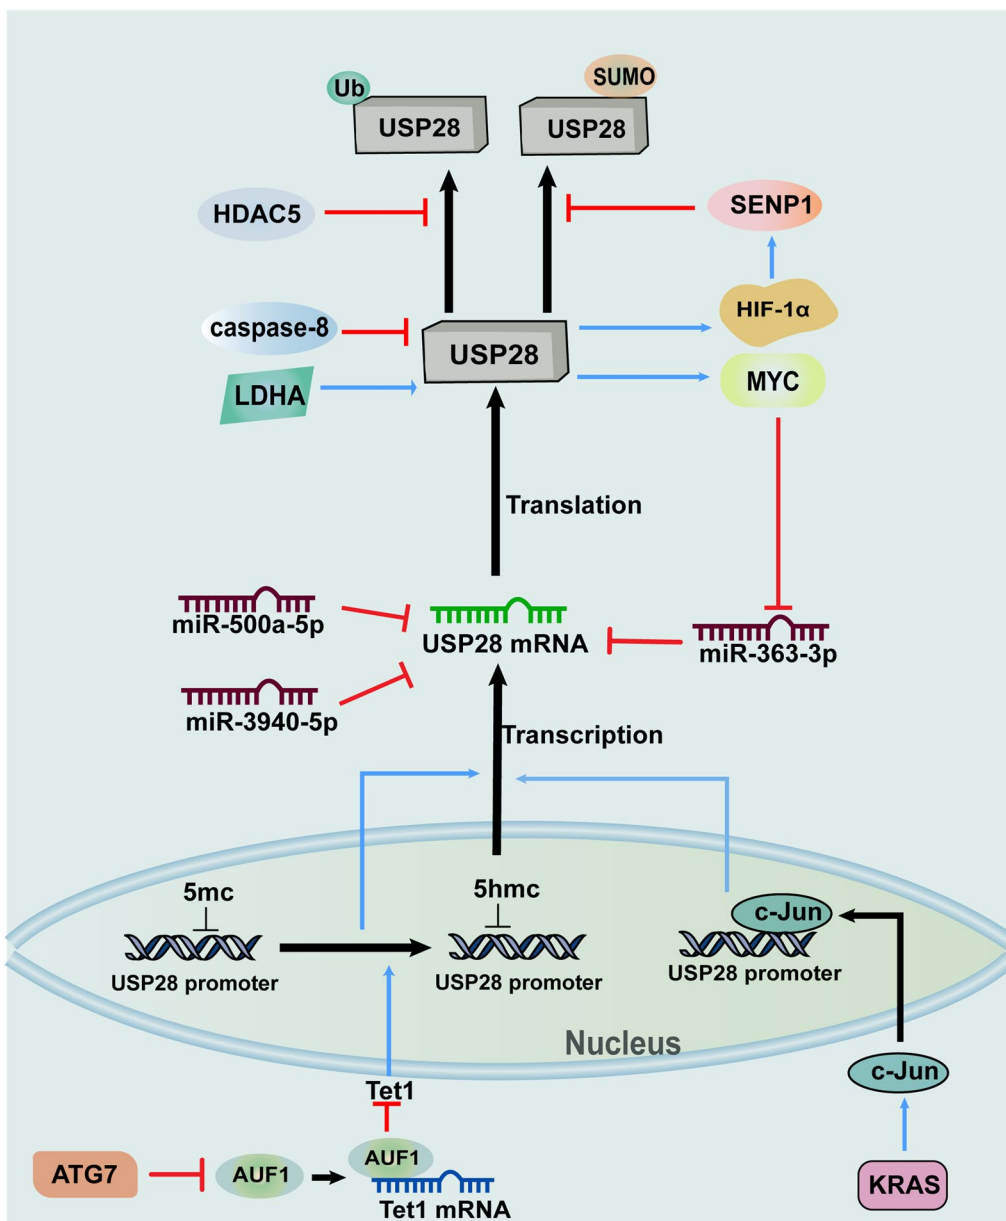 Ub
SUMO
USP28
USP28
HDAC5
SENP1
caspase-8
HIF-1α
USP28
LDHA
MYC
Translation
miR-500a-5p
USP28 mRNA
miR-363-3p
miR-3940-5p
Transcription
5mc
5hmc
c-Jun
USP28 promoter
USP28 promoter
USP28 promoter
Nucleus
c-Jun
Tet1
AUF1
ATG7
AUF1
KRAS
Tet1 mRNA